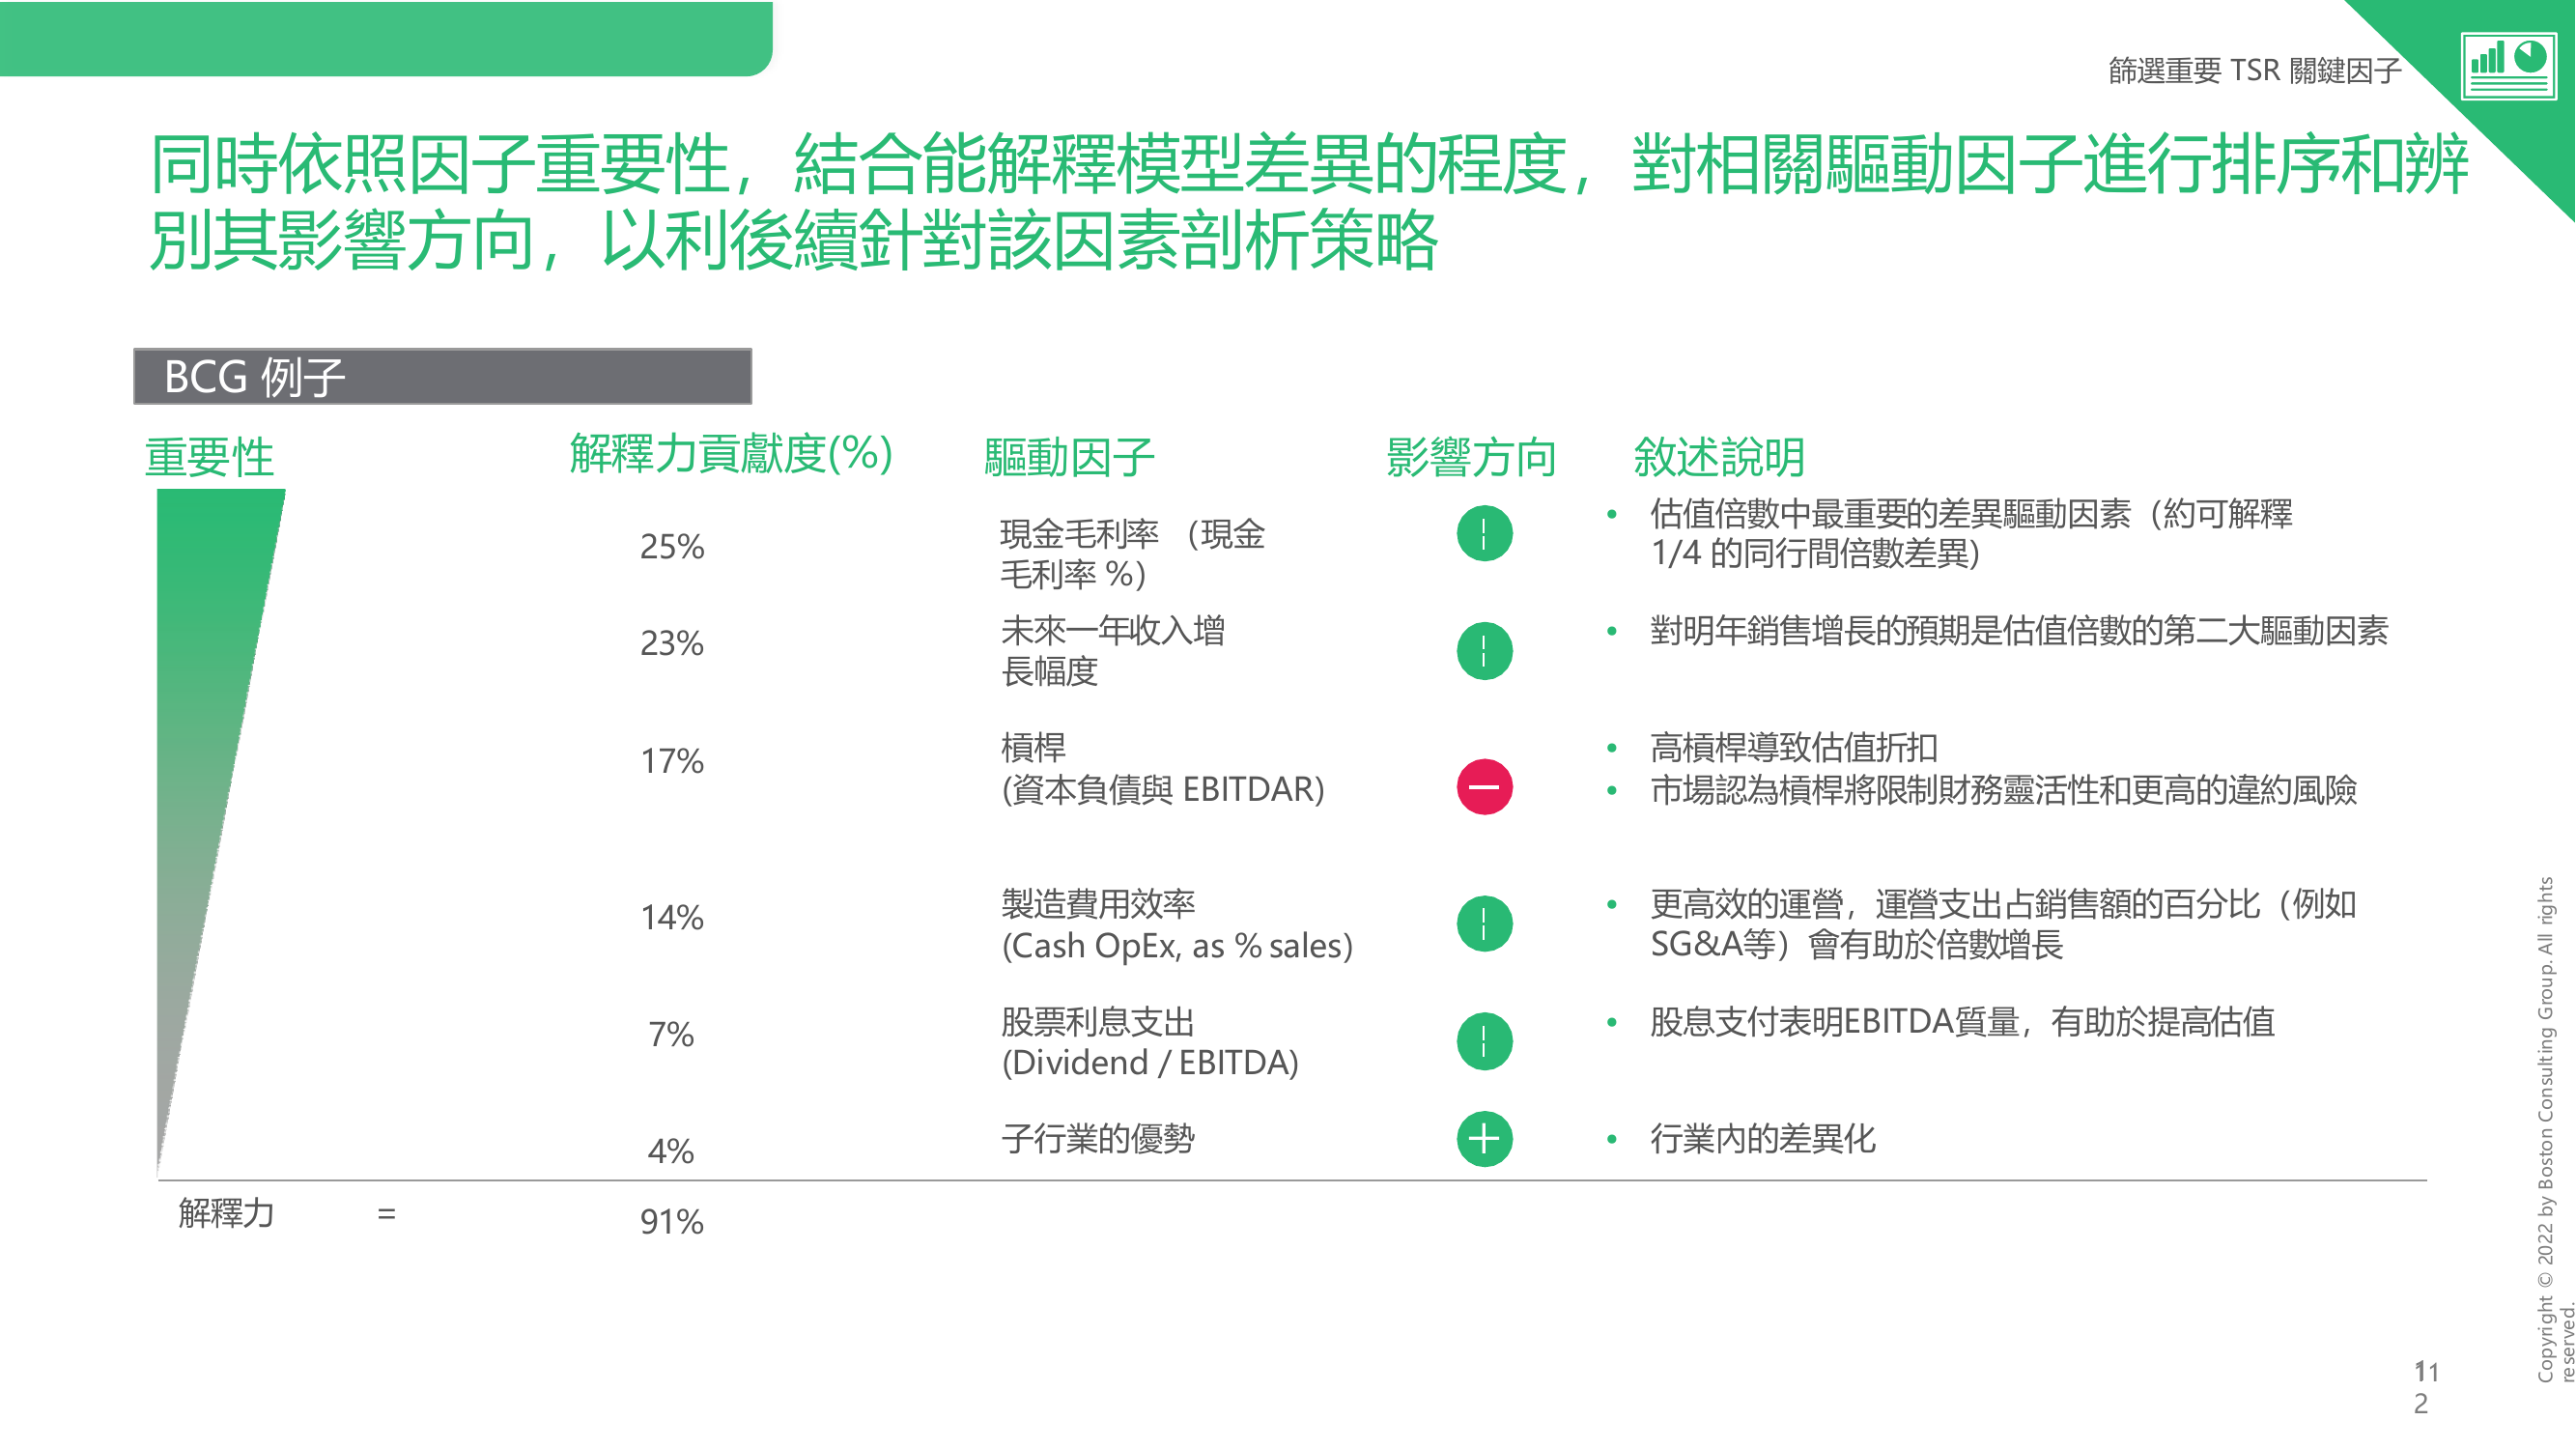 篩選重要 TSR 關鍵因子
同時依照因子重要性，結合能解釋模型差異的程度，對相關驅動因子進行排序和辨
別其影響方向，以利後續針對該因素剖析策略
BCG 例子
重要性
解釋力貢獻度(%)
驅動因子
影響方向
敘述說明
25%
現金毛利率 （現金
毛利率 %）
• 估值倍數中最重要的差異驅動因素（約可解釋
1/4 的同行間倍數差異）
23%
未來一年收入增
長幅度
• 對明年銷售增長的預期是估值倍數的第二大驅動因素
17%
槓桿
(資本負債與 EBITDAR)
• 高槓桿導致估值折扣
• 市場認為槓桿將限制財務靈活性和更高的違約風險
14%
製造費用效率
(Cash OpEx, as % sales)
• 更高效的運營，運營支出占銷售額的百分比（例如
SG&A等）會有助於倍數增長
7%
股票利息支出
(Dividend / EBITDA)
• 股息支付表明EBITDA質量，有助於提高估值
4%
子行業的優勢
• 行業內的差異化
解釋力 =
91%
Copyright © 2022 by Boston Consulting Group. All rights
reserved.
11
2